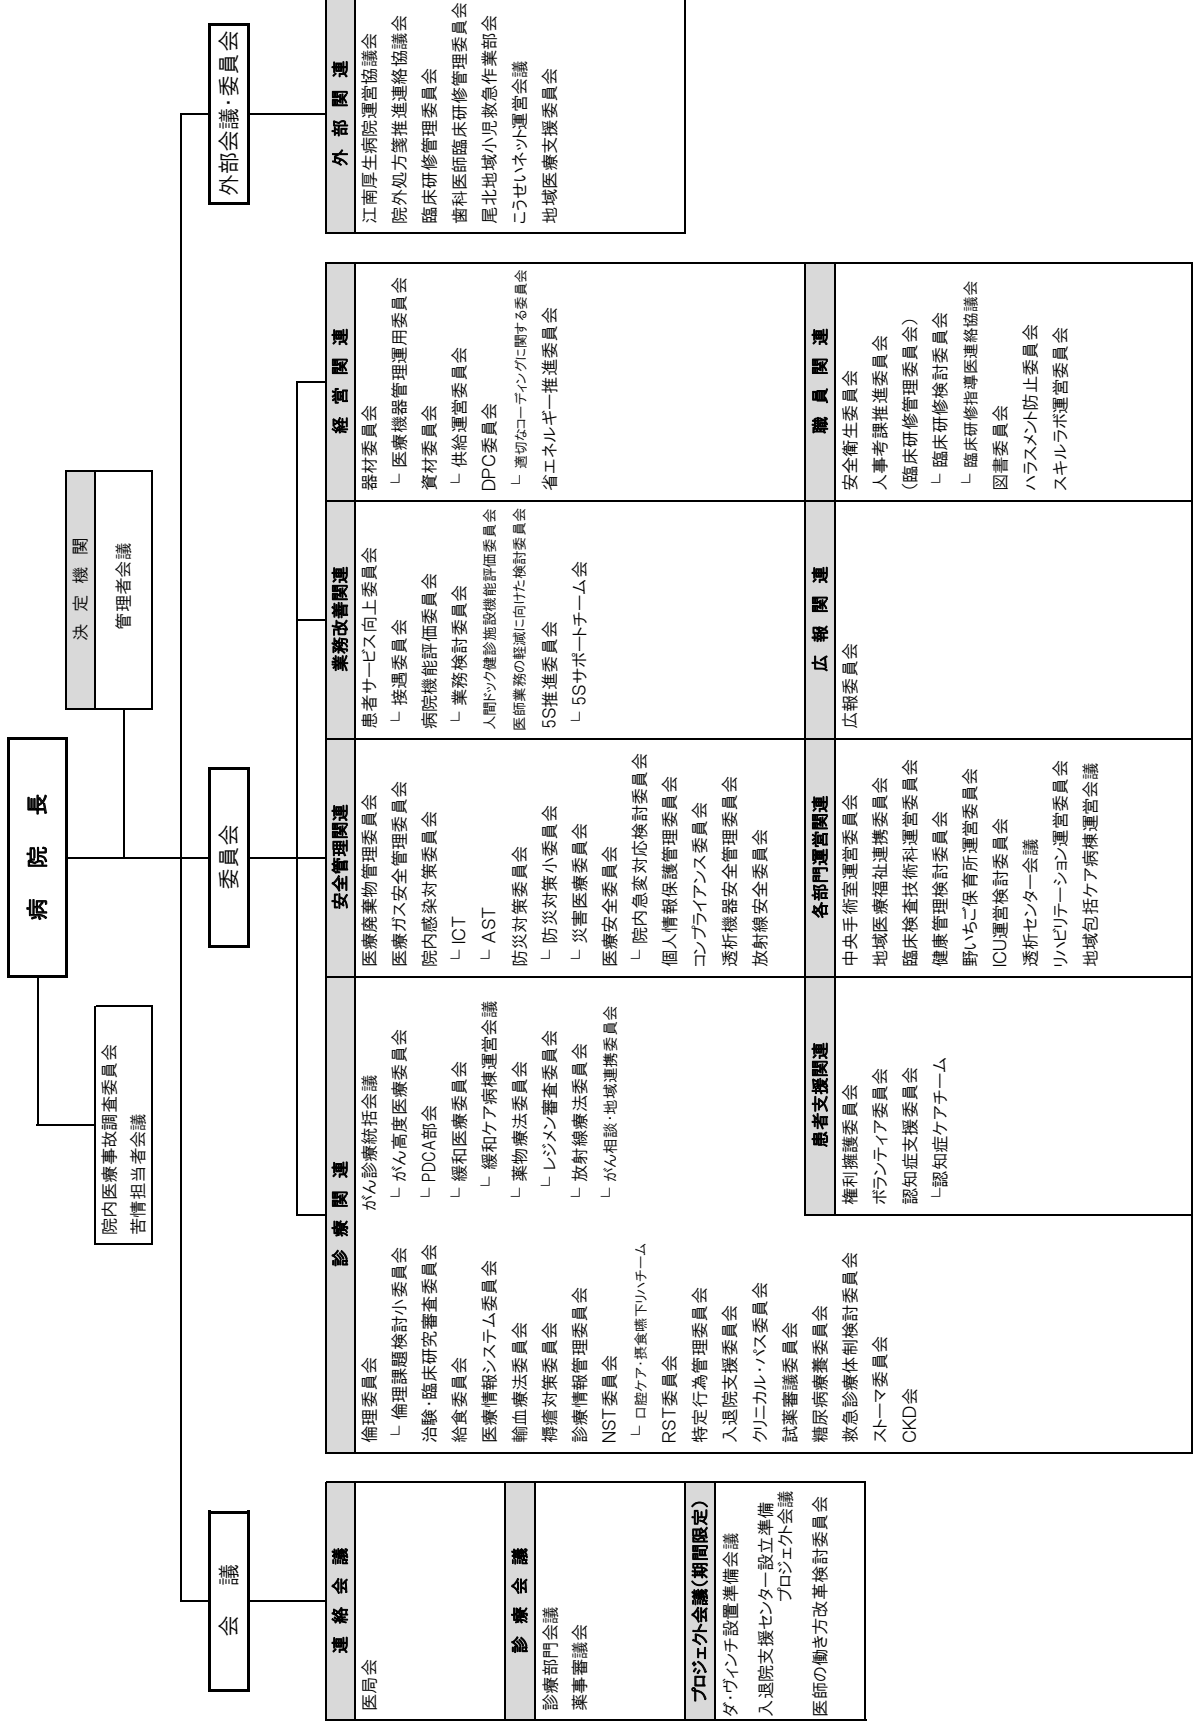 病院長
院内医療事故調査委員会
苦情担当者会議
決定機関
管理者会議
会議
委員会
外部会議・委員会
連絡会議
医局会
診療会議
診療部門会議
薬事審議会
プロジェクト会議(期間限定)
ダ・ヴィンチ設置準備会議
入退院支援センター設立準備
プロジェクト会議
医師の働き方改革検討委員会
診療関連
倫理委員会
└ 倫理課題検討小委員会
治験・臨床研究審査委員会
給食委員会
医療情報システム委員会
輸血療法委員会
褥瘡対策委員会
診療情報管理委員会
NST委員会
└ 口腔ケア・摂食嚥下リハチーム
RST委員会
特定行為管理委員会
入退院支援委員会
クリニカル・パス委員会
試薬審議委員会
糖尿病療養委員会
救急診療体制検討委員会
ストーマ委員会
CKD会
がん診療統括会議
└ がん高度医療委員会
└ PDCA部会
└ 緩和医療委員会
└ 緩和ケア病棟運営会議
└ 薬物療法委員会
└ レジメン審査委員会
└ 放射線療法委員会
└ がん相談・地域連携委員会
患者支援関連
権利擁護委員会
ボランティア委員会
認知症支援委員会
└認知症ケアチーム
安全管理関連
医療廃棄物管理委員会
医療ガス安全管理委員会
院内感染対策委員会
└ ICT
└ AST
防災対策委員会
└ 防災対策小委員会
└ 災害医療委員会
医療安全委員会
└ 院内急変対応検討委員会
個人情報保護管理委員会
コンプライアンス委員会
透析機器安全管理委員会
放射線安全委員会
各部門運営関連
中央手術室運営委員会
地域医療福祉連携委員会
臨床検査技術科運営委員会
健康管理検討委員会
野いちご保育所運営委員会
ICU運営検討委員会
透析センター会議
リハビリテーション運営委員会
地域包括ケア病棟運営会議
業務改善関連
患者サービス向上委員会
└ 接遇委員会
病院機能評価委員会
└ 業務検討委員会
人間ドック健診施設機能評価委員会
医師業務の軽減に向けた検討委員会
5S推進委員会
└ 5Sサポートチーム会
広報関連
広報委員会
経営関連
器材委員会
└ 医療機器管理運用委員会
資材委員会
└ 供給運営委員会
DPC委員会
└ 適切なコーディングに関する委員会
省エネルギー推進委員会
職員関連
安全衛生委員会
人事考課推進委員会
(臨床研修管理委員会)
└ 臨床研修検討委員会
└ 臨床研修指導医連絡協議会
図書委員会
ハラスメント防止委員会
スキルラボ運営委員会
外部関連
江南厚生病院運営協議会
院外処方箋推進連絡協議会
臨床研修管理委員会
歯科医師臨床研修管理委員会
尾北地域小児救急作業部会
こうせいネット運営会議
地域医療支援委員会